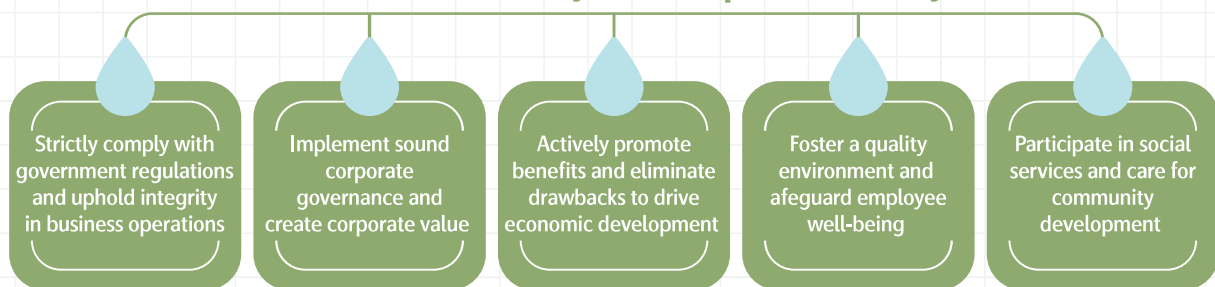 Strictly comply with
government regulations
and uphold integrity
in business operations
Implement sound
corporate
governance and
create corporate value
Actively promote
benefits and eliminate
drawbacks to drive
economic development
Foster a quality
environment and
afeguard employee
well-being
Participate in social
services and care for
community
development